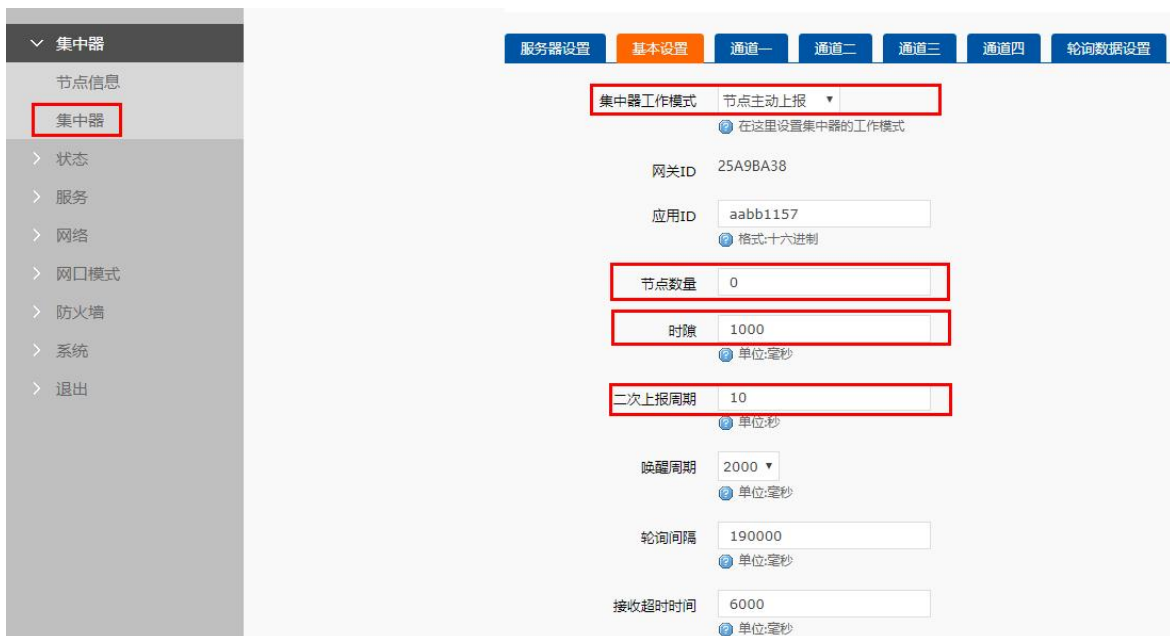 集中器
节点信息
集中器
状态
服务
网络
网口模式
防火墙
系统
退出
服务器设置 基本设置 通道一 通道二 通道三 通道四 轮询数据设置
集中器工作模式 节点主动上报
在这里设置集中器的工作模式
网关ID 25A9BA38
应用ID aabb1157
格式:十六进制
节点数量 0
时隙 1000
单位:毫秒
二次上报周期 10
单位:秒
唤醒周期 2000
单位:毫秒
轮询间隔 190000
单位:毫秒
接收超时时间 6000
单位:毫秒